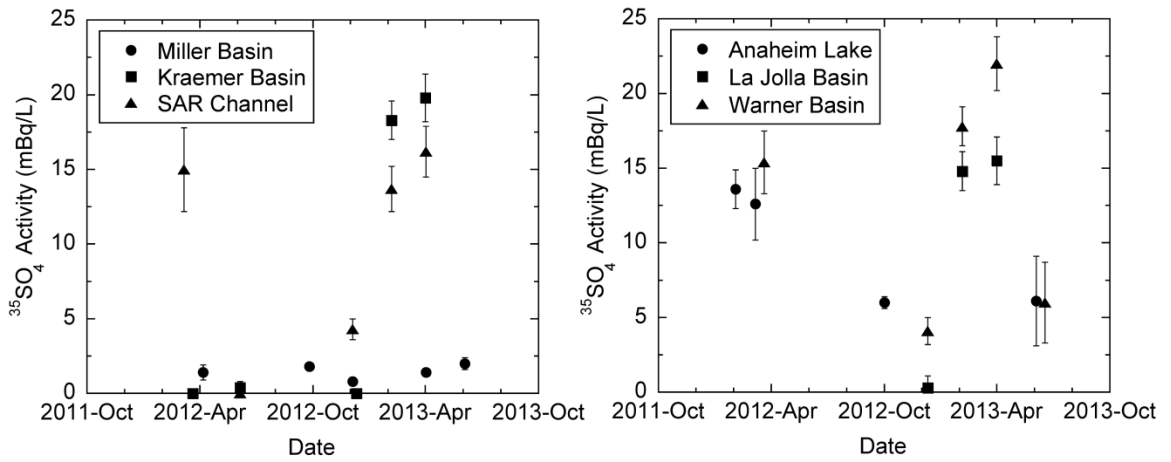 25
20
15
10
5
0
³⁵SO₄ Activity (mBq/L)
Miller Basin
Kraemer Basin
SAR Channel
2011-Oct 2012-Apr 2012-Oct 2013-Apr 2013-Oct
Date
25
20
15
10
5
0
³⁵SO₄ Activity (mBq/L)
Anaheim Lake
La Jolla Basin
Warner Basin
2011-Oct 2012-Apr 2012-Oct 2013-Apr 2013-Oct
Date